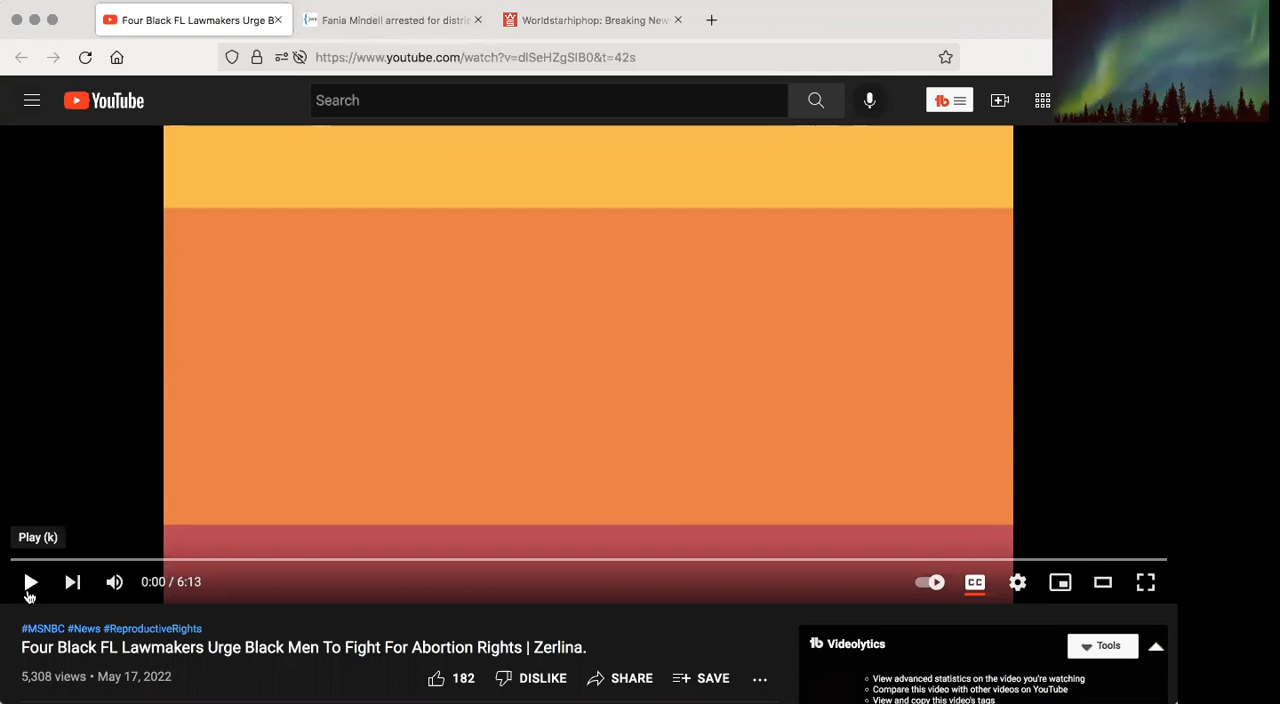 Four Black FL Lawmakers Urge B
Fania Mindell arrested for distri
Worldstarhiphop: Breaking New
https://www.youtube.com/watch?v=dlSeHZgSIB0&t=42s
YouTube
Search
Play (k)
0:00 / 6:13
CC
#MSNBC #News #ReproductiveRights
Four Black FL Lawmakers Urge Black Men To Fight For Abortion Rights | Zerlina.
5,308 views • May 17, 2022
182
DISLIKE
SHARE
SAVE
Videolytics
Tools
View advanced statistics on the video you're watching
Compare this video with other videos on YouTube
View and copy this video's tags